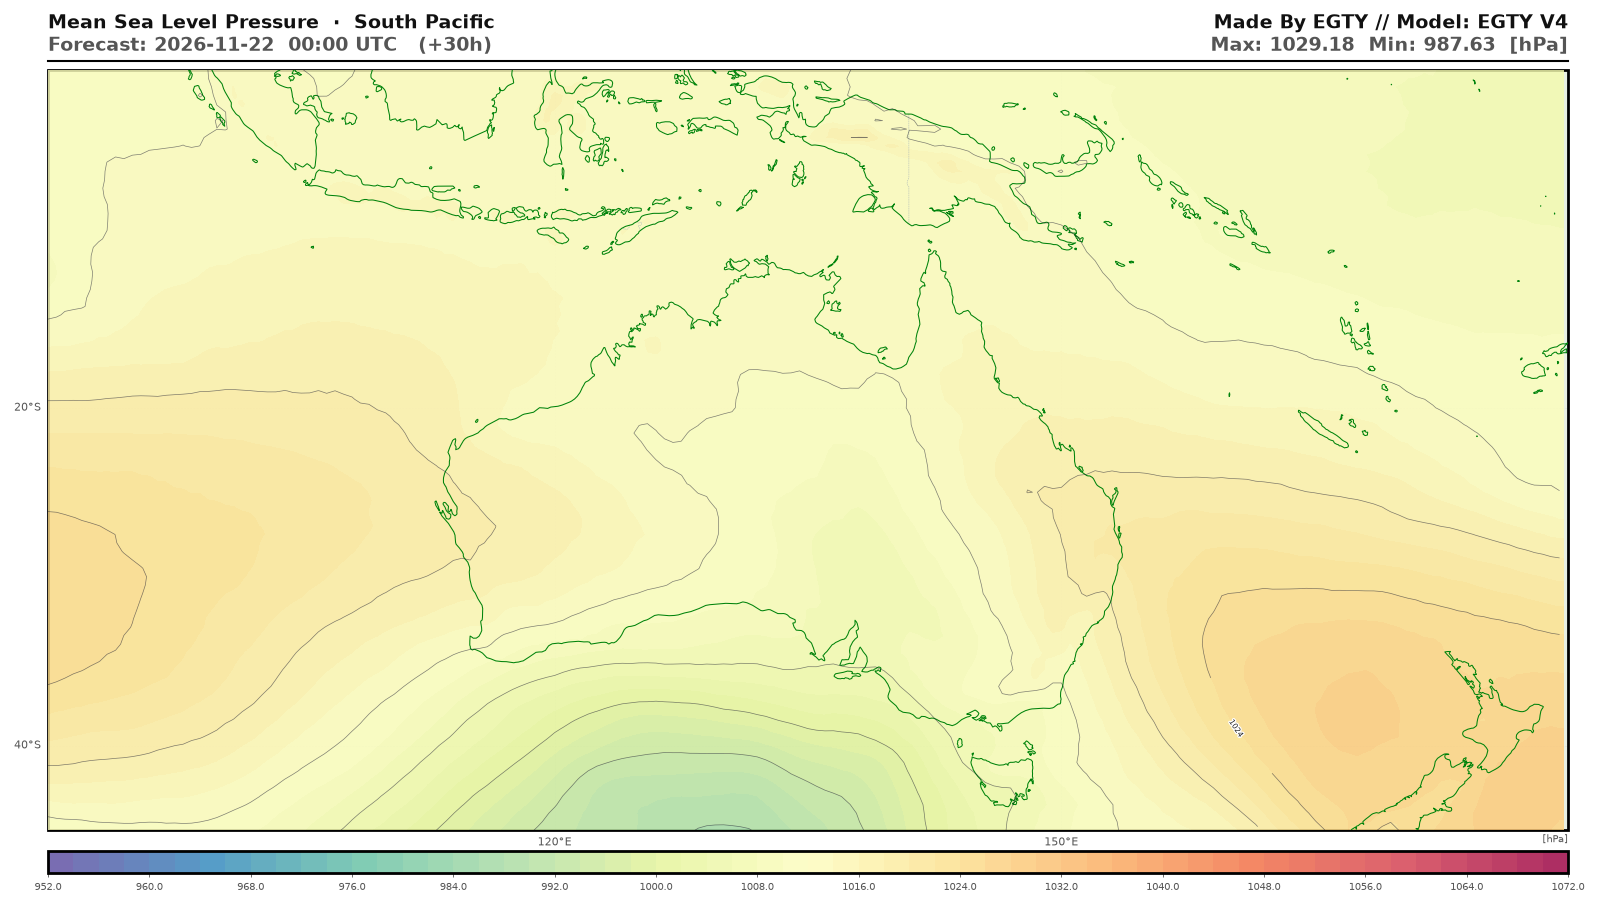 Mean Sea Level Pressure · South Pacific
Made By EGTY // Model: EGTY V4
Forecast: 2026-11-22 00:00 UTC (+30h)
Max: 1029.18 Min: 987.63 [hPa]
20°S
40°S
1024
120°E
150°E
[hPa]
952.0 960.0 968.0 976.0 984.0 992.0 1000.0 1008.0 1016.0 1024.0 1032.0 1040.0 1048.0 1056.0 1064.0 1072.0